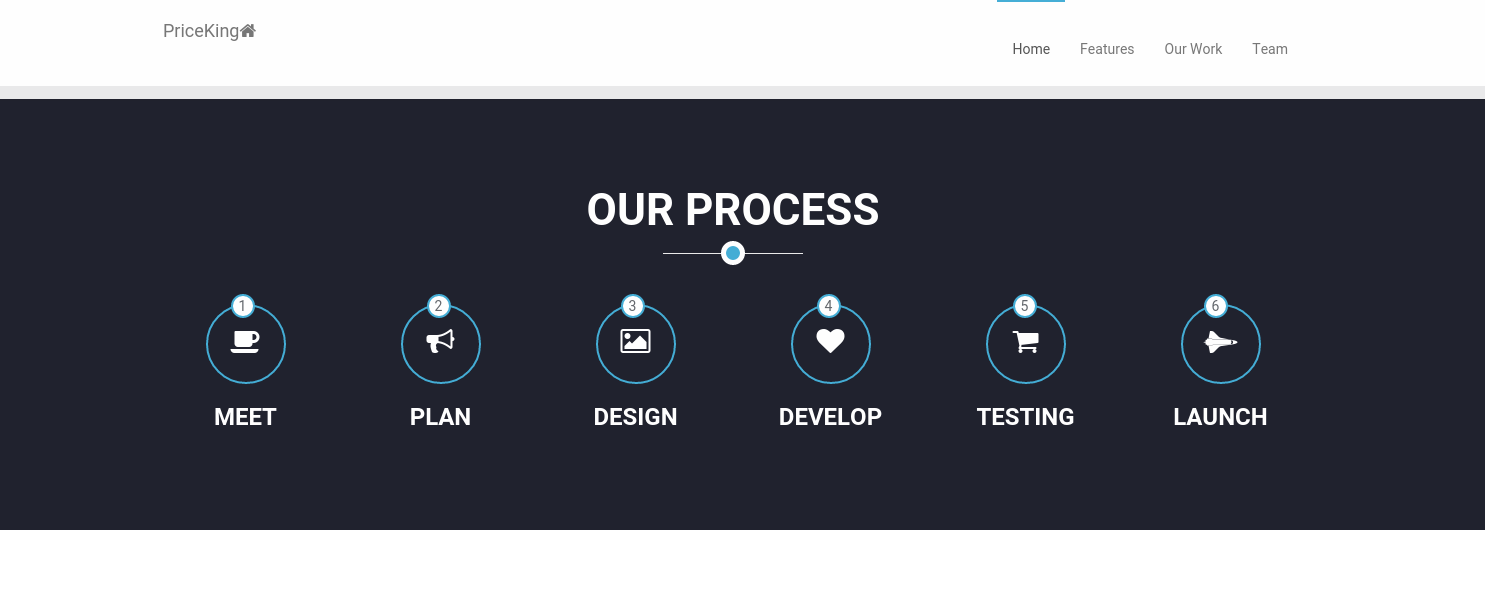 PriceKing
Home Features Our Work Team
OUR PROCESS
1 2 3 4 5 6
MEET PLAN DESIGN DEVELOP TESTING LAUNCH